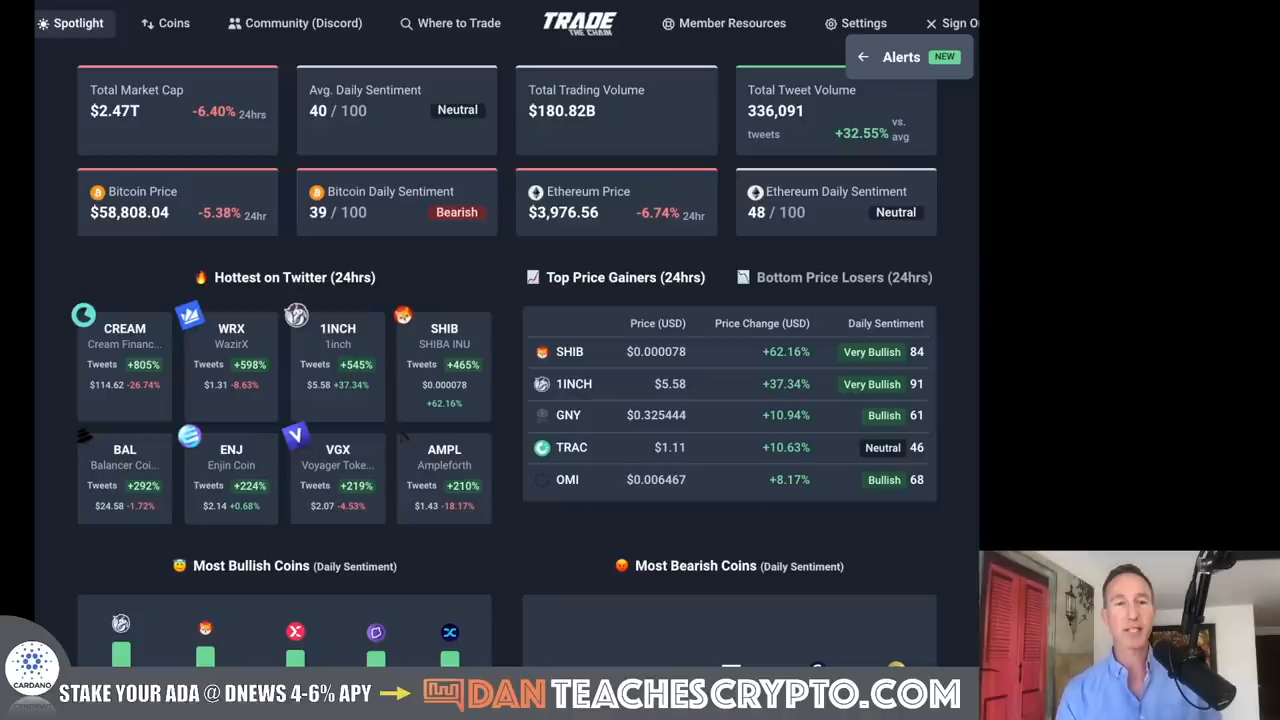 Spotlight
Coins
Community (Discord)
Where to Trade
TRADE
THE CHAIN
Member Resources
Settings
Sign O
Alerts NEW
Total Market Cap
$2.47T -6.40% 24hrs
Avg. Daily Sentiment
40 / 100 Neutral
Total Trading Volume
$180.82B
Total Tweet Volume
336,091
tweets +32.55% vs. avg
Bitcoin Price
$58,808.04 -5.38% 24hr
Bitcoin Daily Sentiment
39 / 100 Bearish
Ethereum Price
$3,976.56 -6.74% 24hr
Ethereum Daily Sentiment
48 / 100 Neutral
Hottest on Twitter (24hrs)
CREAM
Cream Financ...
Tweets +805%
$114.62 -26.74%
WRX
WazirX
Tweets +598%
$1.31 -8.63%
1INCH
1inch
Tweets +545%
$5.58 +37.34%
SHIB
SHIBA INU
Tweets +465%
$0.000078
+62.16%
BAL
Balancer Coi...
Tweets +292%
$24.58 -1.72%
ENJ
Enjin Coin
Tweets +224%
$2.14 +0.68%
VGX
Voyager Toke...
Tweets +219%
$2.07 -4.53%
AMPL
Ampleforth
Tweets +210%
$1.43 -18.17%
Top Price Gainers (24hrs)
Bottom Price Losers (24hrs)
Price (USD) Price Change (USD) Daily Sentiment
SHIB $0.000078 +62.16% Very Bullish 84
1INCH $5.58 +37.34% Very Bullish 91
GNY $0.325444 +10.94% Bullish 61
TRAC $1.11 +10.63% Neutral 46
OMI $0.006467 +8.17% Bullish 68
Most Bullish Coins (Daily Sentiment)
Most Bearish Coins (Daily Sentiment)
CARDANO
STAKE YOUR ADA @ DNEWS 4-6% APY
DANTEACHESCRYPTO.COM